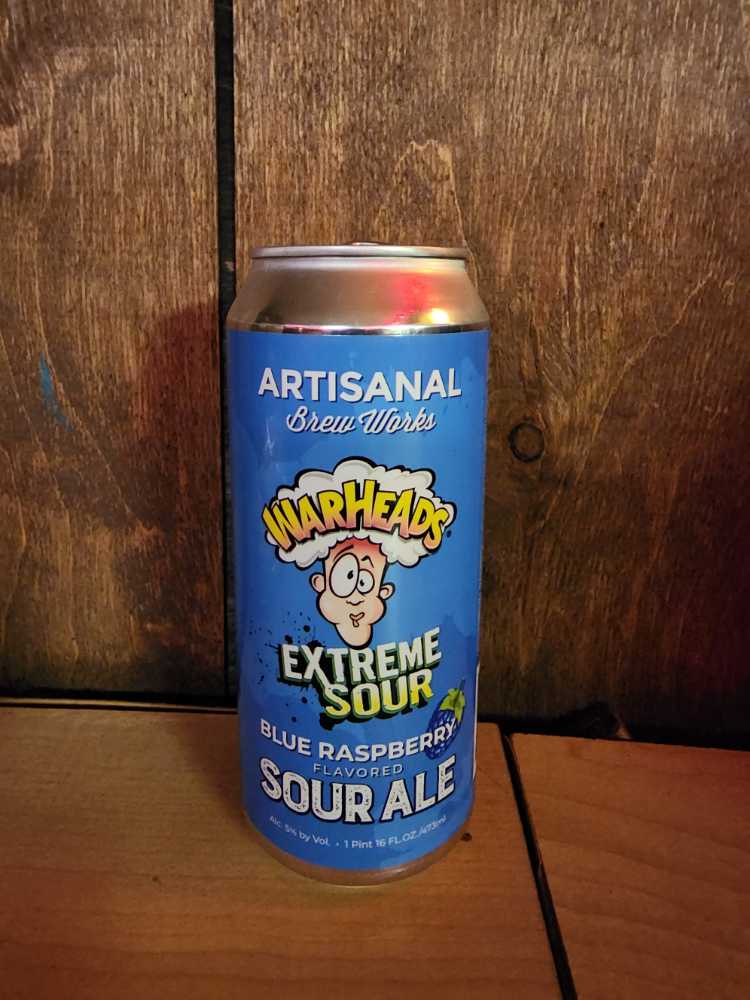 ARTISANAL
Brew Works
WARHEADS®
EXTREME
SOUR
BLUE RASPBERRY
FLAVORED
SOUR ALE
Alc. 5% by Vol. • 1 Pint 16 FL.OZ./473ml